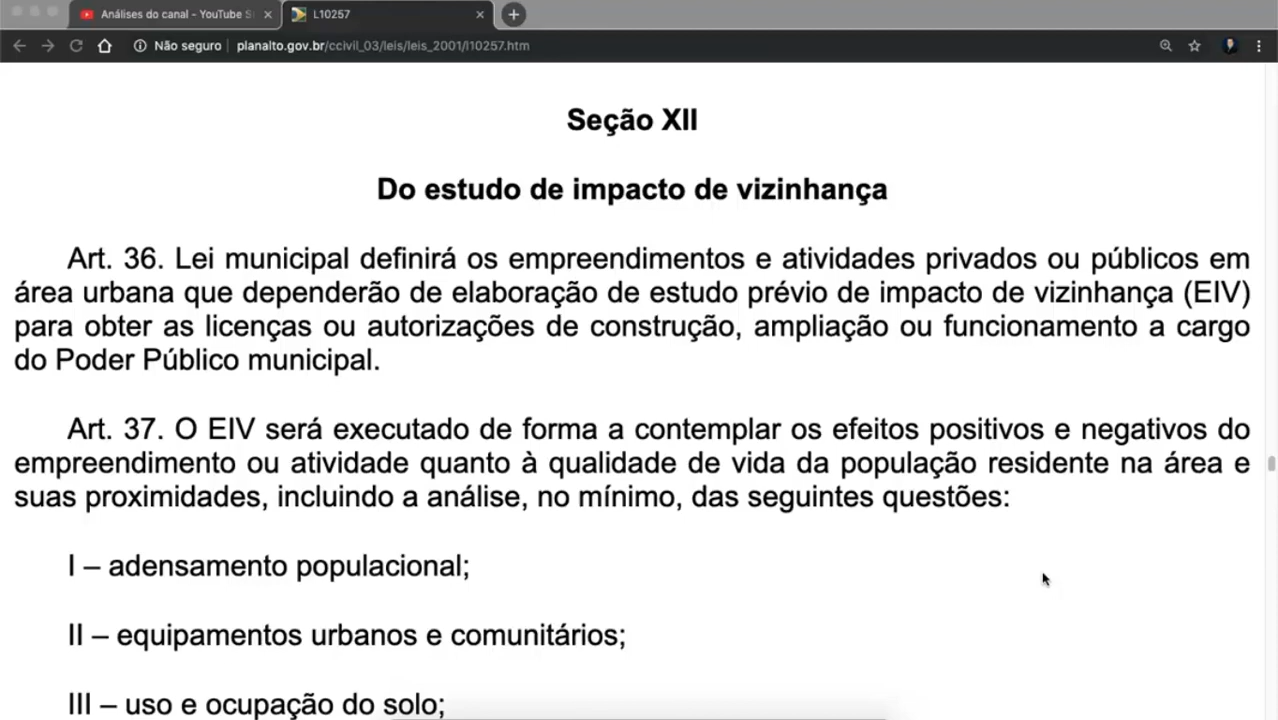 Análises do canal - YouTube S
L10257
Não seguro
planalto.gov.br/ccivil_03/leis/leis_2001/l10257.htm
Seção XII
Do estudo de impacto de vizinhança
Art. 36. Lei municipal definirá os empreendimentos e atividades privados ou públicos em
área urbana que dependerão de elaboração de estudo prévio de impacto de vizinhança (EIV)
para obter as licenças ou autorizações de construção, ampliação ou funcionamento a cargo
do Poder Público municipal.
Art. 37. O EIV será executado de forma a contemplar os efeitos positivos e negativos do
empreendimento ou atividade quanto à qualidade de vida da população residente na área e
suas proximidades, incluindo a análise, no mínimo, das seguintes questões:
I – adensamento populacional;
II – equipamentos urbanos e comunitários;
III – uso e ocupação do solo;